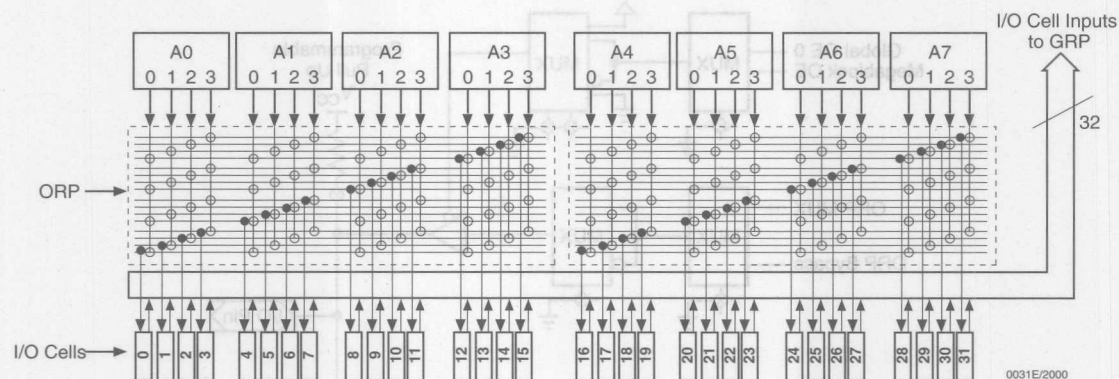 I/O Cell Inputs
to GRP
A0 A1 A2 A3 A4 A5 A6 A7
0 1 2 3 0 1 2 3 0 1 2 3 0 1 2 3 0 1 2 3 0 1 2 3 0 1 2 3 0 1 2 3
32
ORP
I/O Cells
0 1 2 3 4 5 6 7 8 9 10 11 12 13 14 15 16 17 18 19 20 21 22 23 24 25 26 27 28 29 30 31
0031E/2000